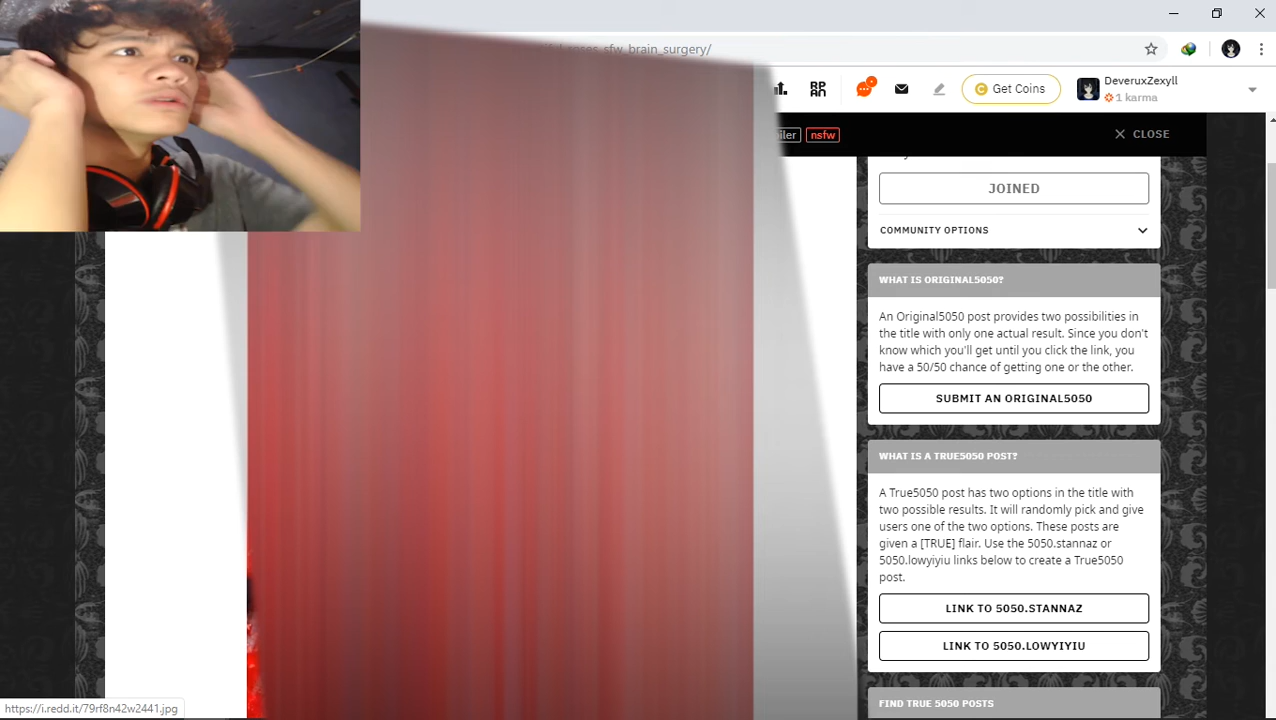 sfw_brain_surgery/
Get Coins
DeveruxZexyll
1 karma
nsfw
CLOSE
JOINED
COMMUNITY OPTIONS
WHAT IS ORIGINAL5050?
An Original5050 post provides two possibilities in
the title with only one actual result. Since you don't
know which you'll get until you click the link, you
have a 50/50 chance of getting one or the other.
SUBMIT AN ORIGINAL5050
WHAT IS A TRUE5050 POST?
A True5050 post has two options in the title with
two possible results. It will randomly pick and give
users one of the two options. These posts are
given a [TRUE] flair. Use the 5050.stannaz or
5050.lowyiyiu links below to create a True5050
post.
LINK TO 5050.STANNAZ
LINK TO 5050.LOWYIYIU
FIND TRUE 5050 POSTS
https://i.redd.it/79rf8n42w2441.jpg